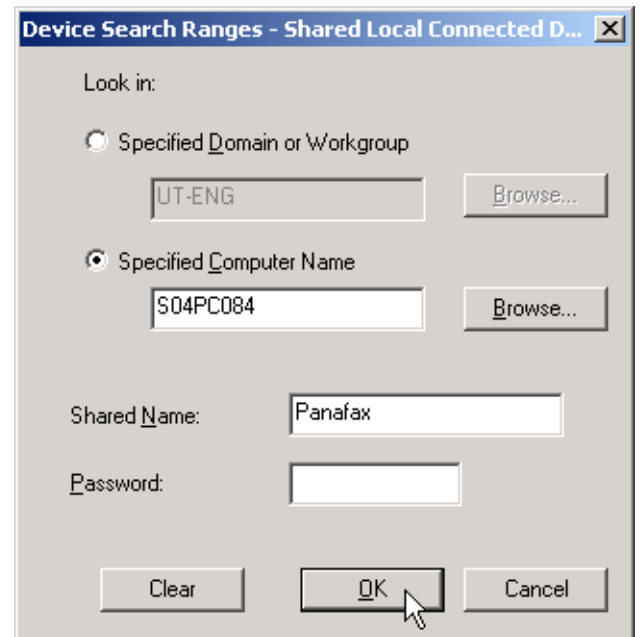 Device Search Ranges - Shared Local Connected D...
Look in:
Specified Domain or Workgroup
UT-ENG
Browse...
Specified Computer Name
S04PC084
Browse...
Shared Name:
Panafax
Password:
Clear
OK
Cancel